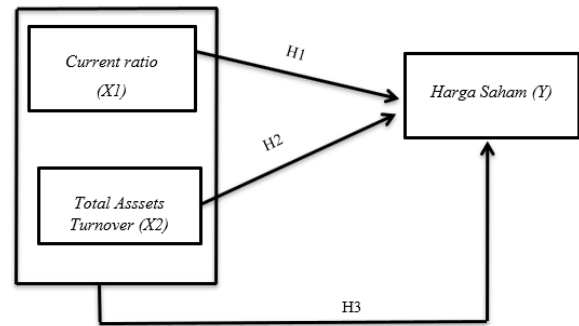 Current ratio
(X1)
H1
Harga Saham (Y)
H2
Total Asssets
Turnover (X2)
H3